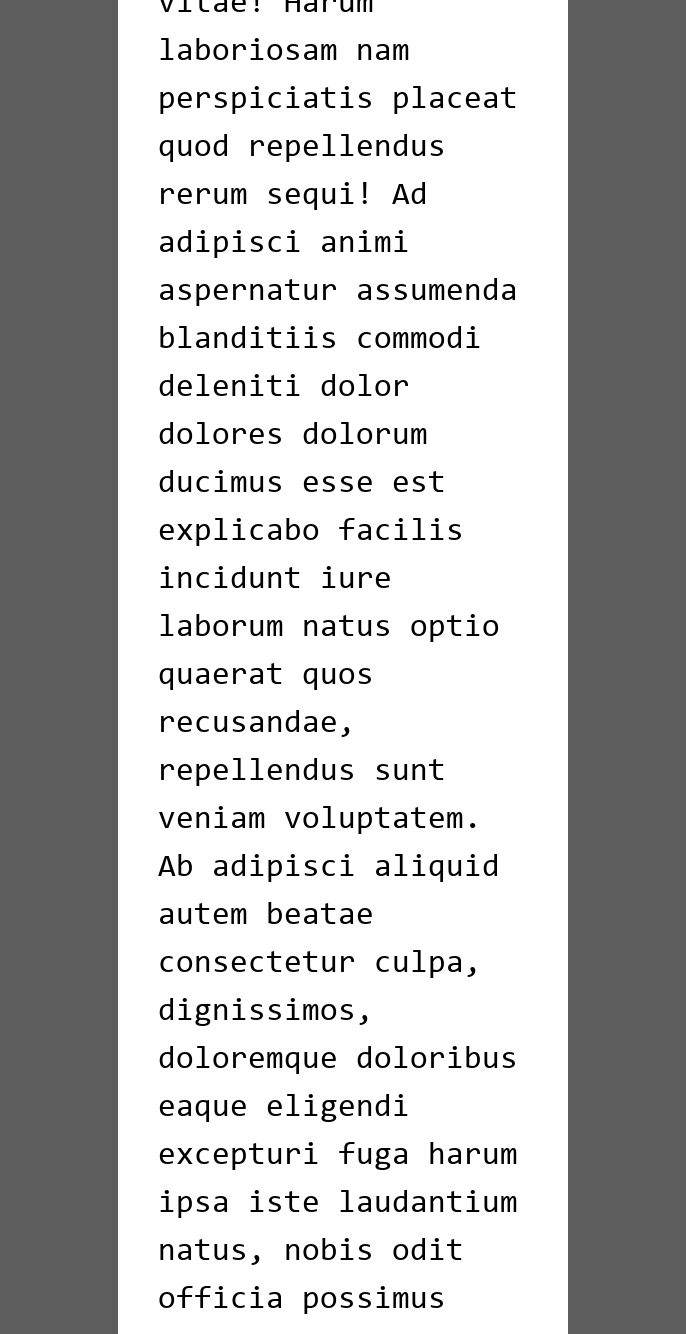 vitae! Harum
laboriosam nam
perspiciatis placeat
quod repellendus
rerum sequi! Ad
adipisci animi
aspernatur assumenda
blanditiis commodi
deleniti dolor
dolores dolorum
ducimus esse est
explicabo facilis
incidunt iure
laborum natus optio
quaerat quos
recusandae,
repellendus sunt
veniam voluptatem.
Ab adipisci aliquid
autem beatae
consectetur culpa,
dignissimos,
doloremque doloribus
eaque eligendi
excepturi fuga harum
ipsa iste laudantium
natus, nobis odit
officia possimus